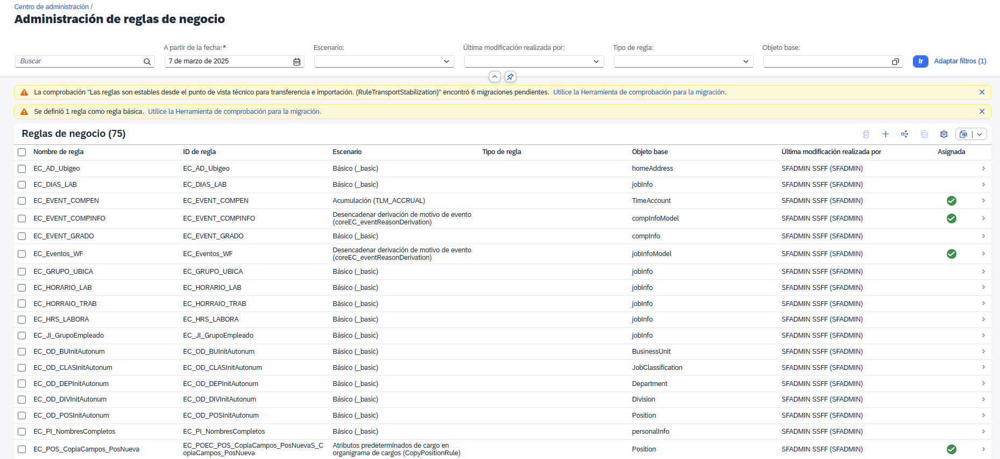 Centro de administración /
Administración de reglas de negocio
A partir de la fecha:* Escenario: Última modificación realizada por: Tipo de regla: Objeto base:
Buscar 7 de marzo de 2025 Ir Adaptar filtros (1)
La comprobación "Las reglas son estables desde el punto de vista técnico para transferencia e importación. (RuleTransportStabilization)" encontró 6 migraciones pendientes. Utilice la Herramienta de comprobación para la migración.
Se definió 1 regla como regla básica. Utilice la Herramienta de comprobación para la migración.
Reglas de negocio (75)
Nombre de regla ID de regla Escenario Tipo de regla Objeto base Última modificación realizada por Asignada
EC_AD_Ubigeo EC_AD_Ubigeo Básico (_basic) homeAddress SFADMIN SSFF (SFADMIN)
EC_DIAS_LAB EC_DIAS_LAB Básico (_basic) jobInfo SFADMIN SSFF (SFADMIN)
EC_EVENT_COMPEN EC_EVENT_COMPEN Acumulación (TLM_ACCRUAL) TimeAccount SFADMIN SSFF (SFADMIN)
EC_EVENT_COMPINFO EC_EVENT_COMPINFO Desencadenar derivación de motivo de evento
(coreEC_eventReasonDerivation) compInfoModel SFADMIN SSFF (SFADMIN)
EC_EVENT_GRADO EC_EVENT_GRADO Básico (_basic) compInfo SFADMIN SSFF (SFADMIN)
EC_Eventos_WF EC_Eventos_WF Desencadenar derivación de motivo de evento
(coreEC_eventReasonDerivation) jobInfoModel SFADMIN SSFF (SFADMIN)
EC_GRUPO_UBICA EC_GRUPO_UBICA Básico (_basic) jobInfo SFADMIN SSFF (SFADMIN)
EC_HORARIO_LAB EC_HORARIO_LAB Básico (_basic) jobInfo SFADMIN SSFF (SFADMIN)
EC_HORRAIO_TRAB EC_HORRAIO_TRAB Básico (_basic) jobInfo SFADMIN SSFF (SFADMIN)
EC_HRS_LABORA EC_HRS_LABORA Básico (_basic) jobInfo SFADMIN SSFF (SFADMIN)
EC_JI_GrupoEmpleado EC_JI_GrupoEmpleado Básico (_basic) jobInfo SFADMIN SSFF (SFADMIN)
EC_OD_BUInitAutonum EC_OD_BUInitAutonum Básico (_basic) BusinessUnit SFADMIN SSFF (SFADMIN)
EC_OD_CLASInitAutonum EC_OD_CLASInitAutonum Básico (_basic) JobClassification SFADMIN SSFF (SFADMIN)
EC_OD_DEPInitAutonum EC_OD_DEPInitAutonum Básico (_basic) Department SFADMIN SSFF (SFADMIN)
EC_OD_DIVInitAutonum EC_OD_DIVInitAutonum Básico (_basic) Division SFADMIN SSFF (SFADMIN)
EC_OD_POSInitAutonum EC_OD_POSInitAutonum Básico (_basic) Position SFADMIN SSFF (SFADMIN)
EC_PI_NombresCompletos EC_PI_NombresCompletos Básico (_basic) personalInfo SFADMIN SSFF (SFADMIN)
EC_POS_CopiaCampos_PosNueva EC_POEC_POS_CopiaCampos_PosNuevaS_C Atributos predeterminados de cargo en Position SFADMIN SSFF (SFADMIN)
opiaCampos_PosNueva organigrama de cargos (CopyPositionRule)